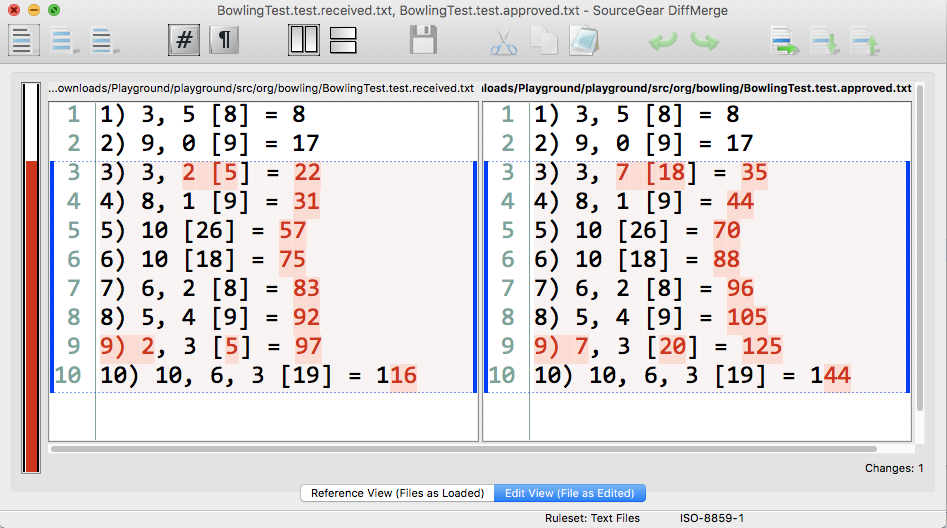 BowlingTest.test.received.txt, BowlingTest.test.approved.txt - SourceGear DiffMerge
# ¶
...ownloads/Playground/playground/src/org/bowling/BowlingTest.test.received.txt
loads/Playground/playground/src/org/bowling/BowlingTest.test.approved.txt
1 1) 3, 5 [8] = 8
2 2) 9, 0 [9] = 17
3 3) 3, 2 [5] = 22
4 4) 8, 1 [9] = 31
5 5) 10 [26] = 57
6 6) 10 [18] = 75
7 7) 6, 2 [8] = 83
8 8) 5, 4 [9] = 92
9 9) 2, 3 [5] = 97
10 10) 10, 6, 3 [19] = 116
1 1) 3, 5 [8] = 8
2 2) 9, 0 [9] = 17
3 3) 3, 7 [18] = 35
4 4) 8, 1 [9] = 44
5 5) 10 [26] = 70
6 6) 10 [18] = 88
7 7) 6, 2 [8] = 96
8 8) 5, 4 [9] = 105
9 9) 7, 3 [20] = 125
10 10) 10, 6, 3 [19] = 144
Changes: 1
Reference View (Files as Loaded) Edit View (File as Edited)
Ruleset: Text Files ISO-8859-1